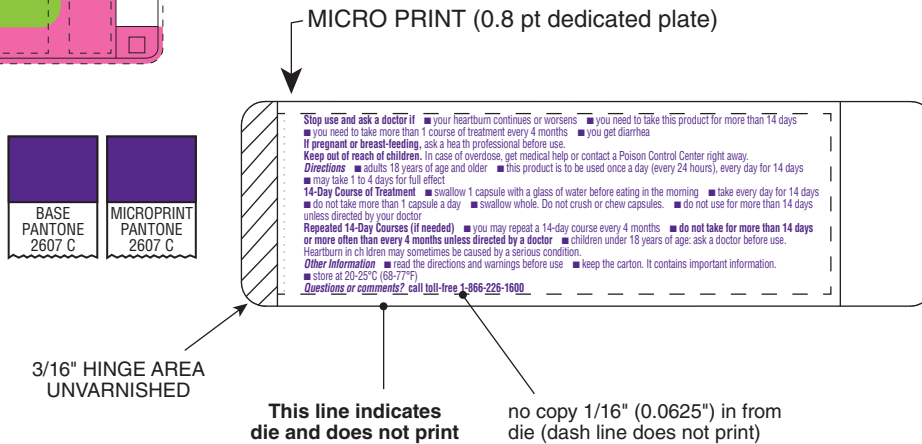 MICRO PRINT (0.8 pt dedicated plate)
Stop use and ask a doctor if ■ your heartburn continues or worsens ■ you need to take this product for more than 14 days
■ you need to take more than 1 course of treatment every 4 months ■ you get diarrhea
If pregnant or breast-feeding, ask a hea th professional before use.
Keep out of reach of children. In case of overdose, get medical help or contact a Poison Control Center right away.
Directions ■ adults 18 years of age and older ■ this product is to be used once a day (every 24 hours), every day for 14 days
■ may take 1 to 4 days for full effect
14-Day Course of Treatment ■ swallow 1 capsule with a glass of water before eating in the morning ■ take every day for 14 days
■ do not take more than 1 capsule a day ■ swallow whole. Do not crush or chew capsules. ■ do not use for more than 14 days
unless directed by your doctor
Repeated 14-Day Courses (if needed) ■ you may repeat a 14-day course every 4 months ■ do not take for more than 14 days
or more often than every 4 months unless directed by a doctor ■ children under 18 years of age: ask a doctor before use.
Heartburn in ch ldren may sometimes be caused by a serious condition.
Other Information ■ read the directions and warnings before use ■ keep the carton. It contains important information.
■ store at 20-25°C (68-77°F)
Questions or comments? call toll-free 1-866-226-1600
BASE
PANTONE
2607 C
MICROPRINT
PANTONE
2607 C
3/16" HINGE AREA
UNVARNISHED
This line indicates
die and does not print
no copy 1/16" (0.0625") in from
die (dash line does not print)